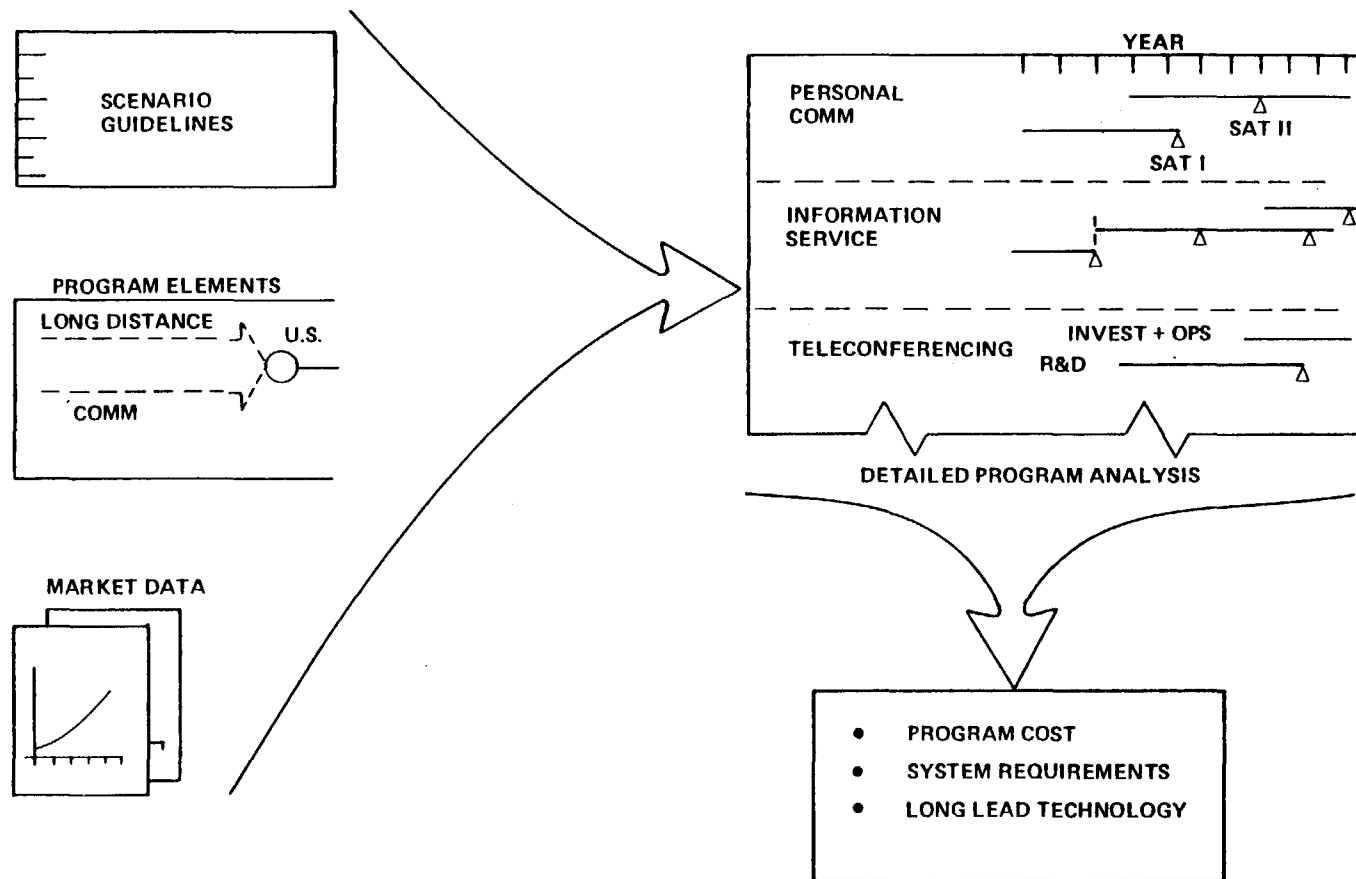 SCENARIO
GUIDELINES
PROGRAM ELEMENTS
LONG DISTANCE
U.S.
COMM
MARKET DATA
YEAR
PERSONAL
COMM
SAT II
SAT I
INFORMATION
SERVICE
INVEST + OPS
TELECONFERENCING
R&D
DETAILED PROGRAM ANALYSIS
• PROGRAM COST
• SYSTEM REQUIREMENTS
• LONG LEAD TECHNOLOGY